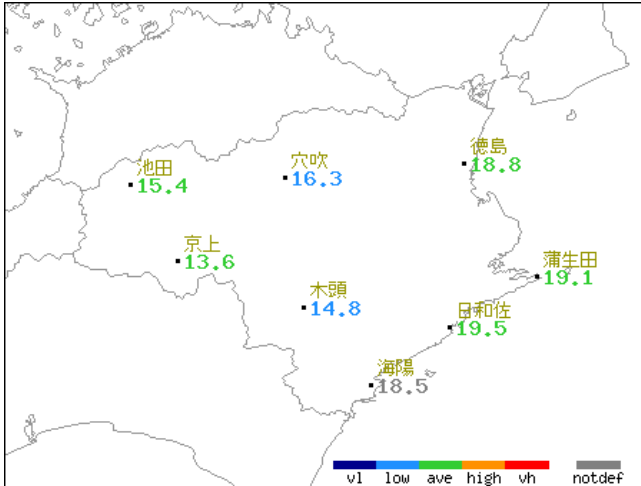 徳島
18.8
穴吹
16.3
池田
15.4
京上
13.6
蒲生田
19.1
木頭
14.8
日和佐
19.5
海陽
18.5
vl low ave high vh notdef